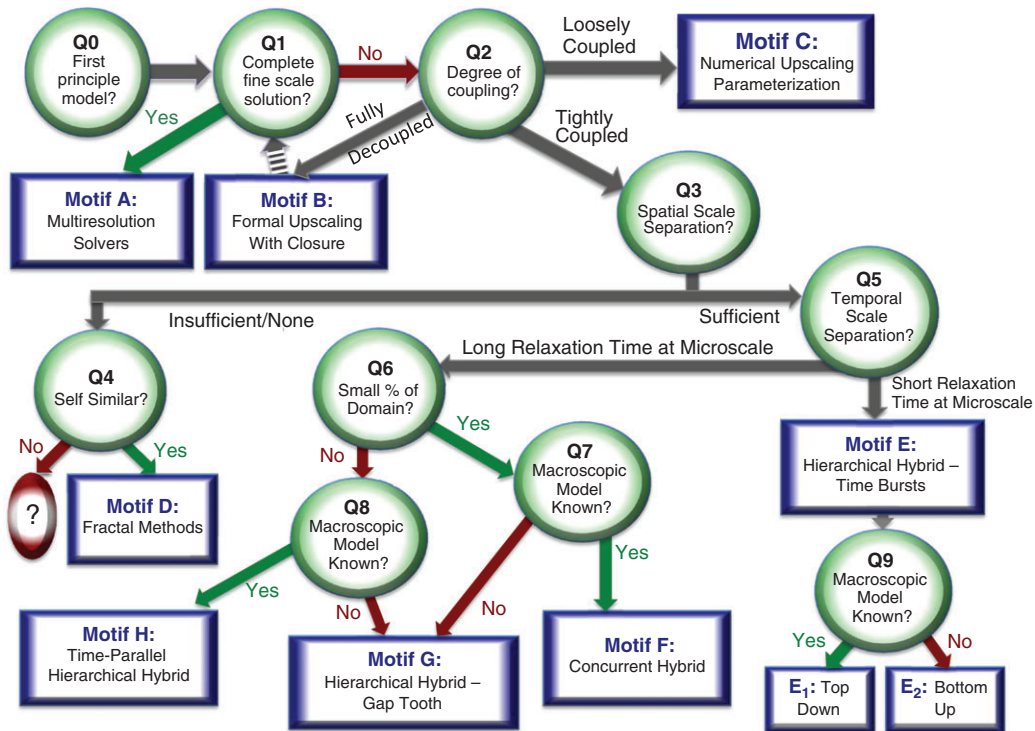 Q0
First
principle
model?
Q1
Complete
fine scale
solution?
No
Q2
Degree of
coupling?
Loosely
Coupled
Motif C:
Numerical Upscaling
Parameterization
Yes
Fully
Decoupled
Tightly
Coupled
Motif A:
Multiresolution
Solvers
Motif B:
Formal Upscaling
With Closure
Q3
Spatial Scale
Separation?
Insufficient/None
Sufficient
Q5
Temporal
Scale
Separation?
Long Relaxation Time at Microscale
Short Relaxation
Time at Microscale
Q4
Self Similar?
No
Yes
?
Motif D:
Fractal Methods
Q6
Small % of
Domain?
No
Yes
Q7
Macroscopic
Model
Known?
Q8
Macroscopic
Model
Known?
Motif E:
Hierarchical Hybrid –
Time Bursts
Yes
No
No
Yes
Q9
Macroscopic
Model
Known?
Yes
No
Motif H:
Time-Parallel
Hierarchical Hybrid
Motif G:
Hierarchical Hybrid –
Gap Tooth
Motif F:
Concurrent Hybrid
E₁: Top
Down
E₂: Bottom
Up